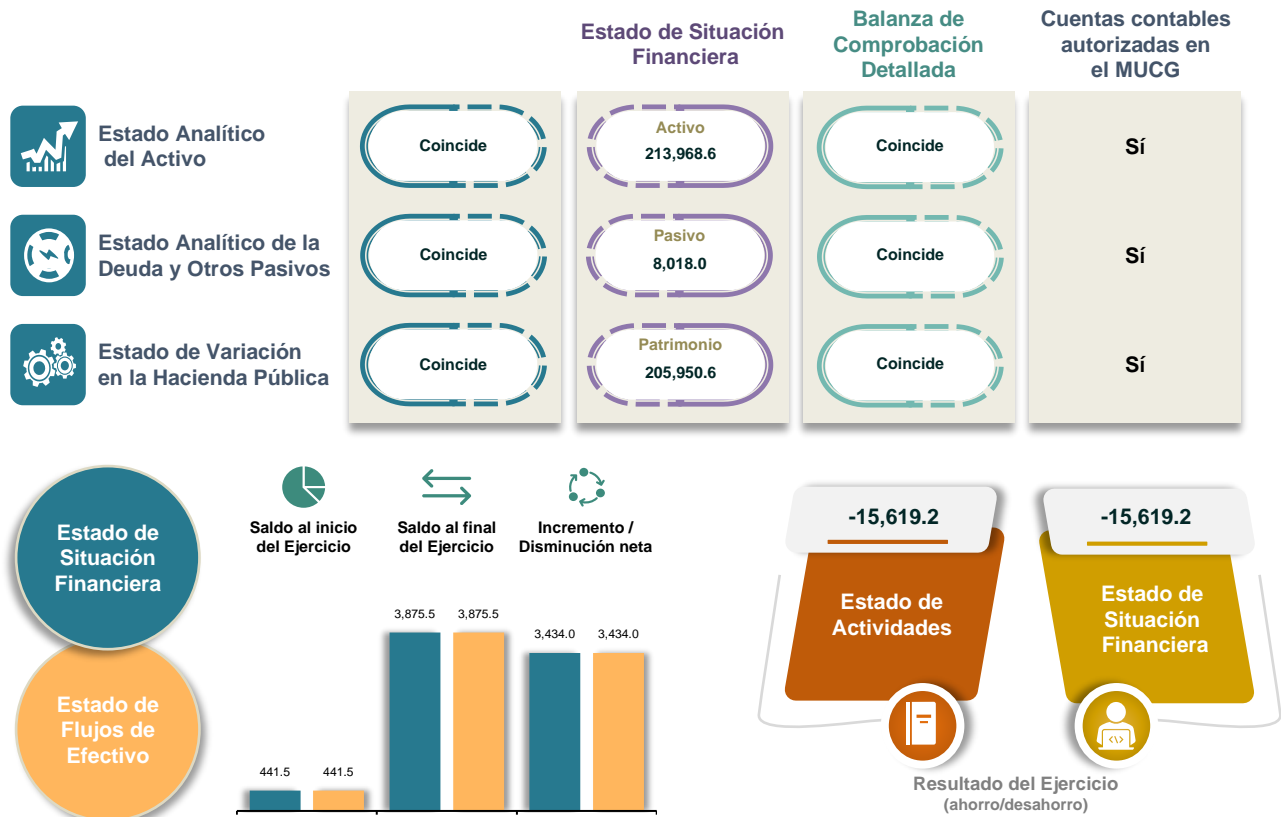 Estado de Situación
Financiera
Balanza de
Comprobación
Detallada
Cuentas contables
autorizadas en
el MUCG
Estado Analítico
del Activo
Coincide
Activo
213,968.6
Coincide
Sí
Estado Analítico de la
Deuda y Otros Pasivos
Coincide
Pasivo
8,018.0
Coincide
Sí
Estado de Variación
en la Hacienda Pública
Coincide
Patrimonio
205,950.6
Coincide
Sí
Estado de
Situación
Financiera
Estado de
Flujos de
Efectivo
Saldo al inicio
del Ejercicio
Saldo al final
del Ejercicio
Incremento /
Disminución neta
441.5
441.5
3,875.5
3,875.5
3,434.0
3,434.0
-15,619.2
Estado de
Actividades
-15,619.2
Estado de
Situación
Financiera
Resultado del Ejercicio
(ahorro/desahorro)